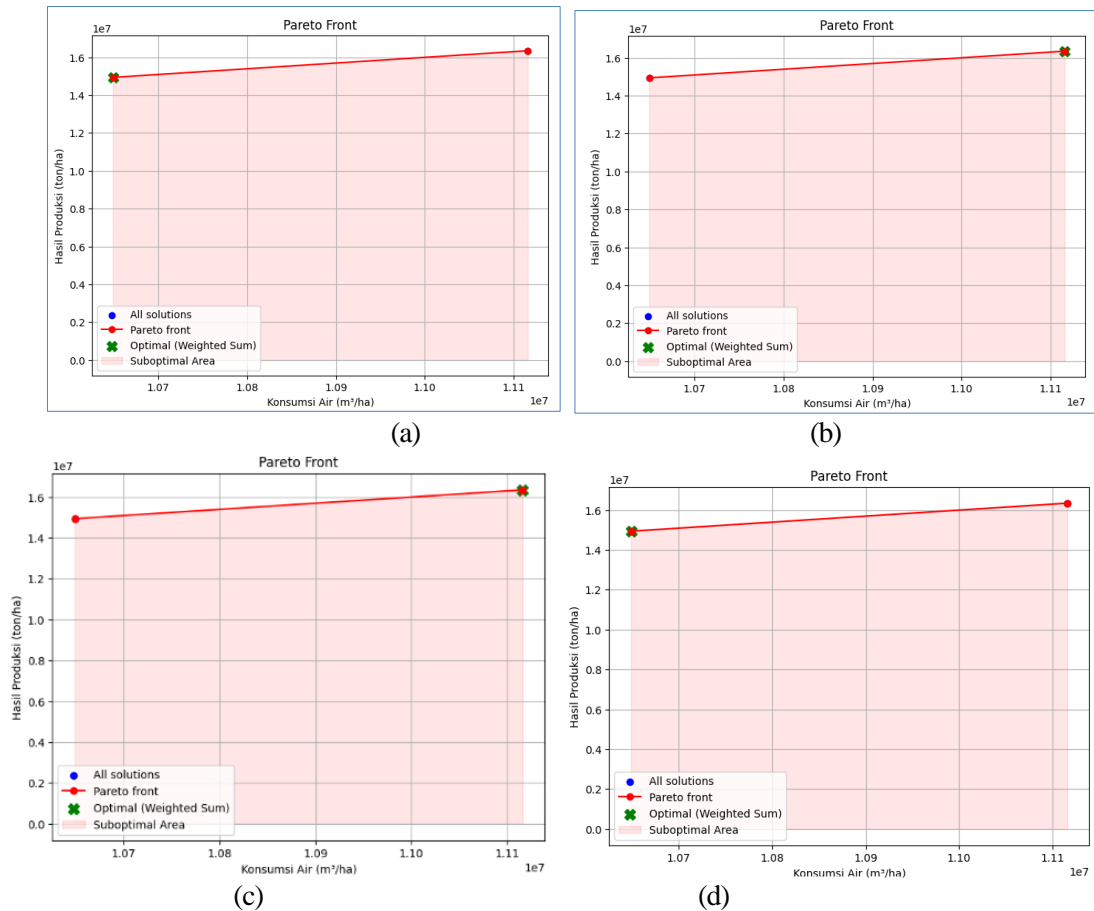 Pareto Front
1e7
1.6
1.4
1.2
1.0
0.8
0.6
0.4
0.2
0.0
Hasil Produksi (ton/ha)
All solutions
Pareto front
Optimal (Weighted Sum)
Suboptimal Area
1.07 1.08 1.09 1.10 1.11
1e7
Konsumsi Air (m³/ha)
(a)
Pareto Front
1e7
1.6
1.4
1.2
1.0
0.8
0.6
0.4
0.2
0.0
Hasil Produksi (ton/ha)
All solutions
Pareto front
Optimal (Weighted Sum)
Suboptimal Area
1.07 1.08 1.09 1.10 1.11
1e7
Konsumsi Air (m³/ha)
(b)
Pareto Front
1e7
1.6
1.4
1.2
1.0
0.8
0.6
0.4
0.2
0.0
Hasil Produksi (ton/ha)
All solutions
Pareto front
Optimal (Weighted Sum)
Suboptimal Area
1.07 1.08 1.09 1.10 1.11
1e7
Konsumsi Air (m³/ha)
(c)
Pareto Front
1e7
1.6
1.4
1.2
1.0
0.8
0.6
0.4
0.2
0.0
Hasil Produksi (ton/ha)
All solutions
Pareto front
Optimal (Weighted Sum)
Suboptimal Area
1.07 1.08 1.09 1.10 1.11
1e7
Konsumsi Air (m³/ha)
(d)